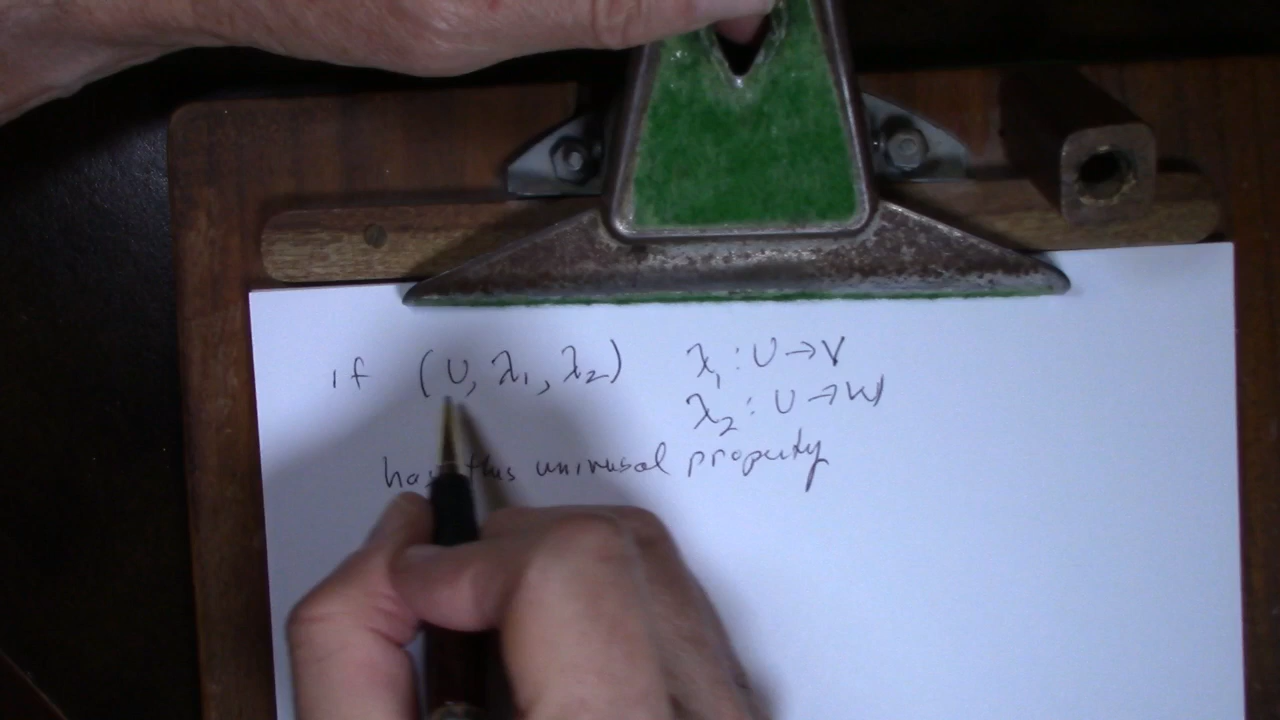 if (U, λ₁, λ₂) λ₁ : U → V
λ₂ : U → W
has this universal property